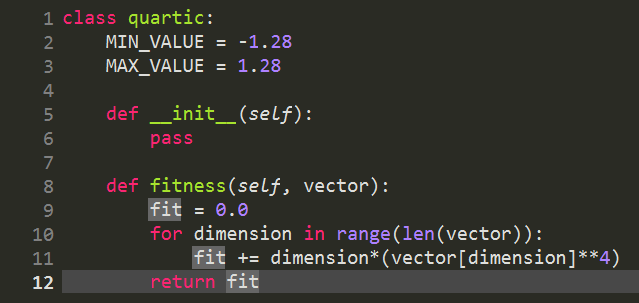 1 class quartic:
2     MIN_VALUE = -1.28
3     MAX_VALUE = 1.28
4
5     def __init__(self):
6         pass
7
8     def fitness(self, vector):
9         fit = 0.0
10         for dimension in range(len(vector)):
11             fit += dimension*(vector[dimension]**4)
12         return fit